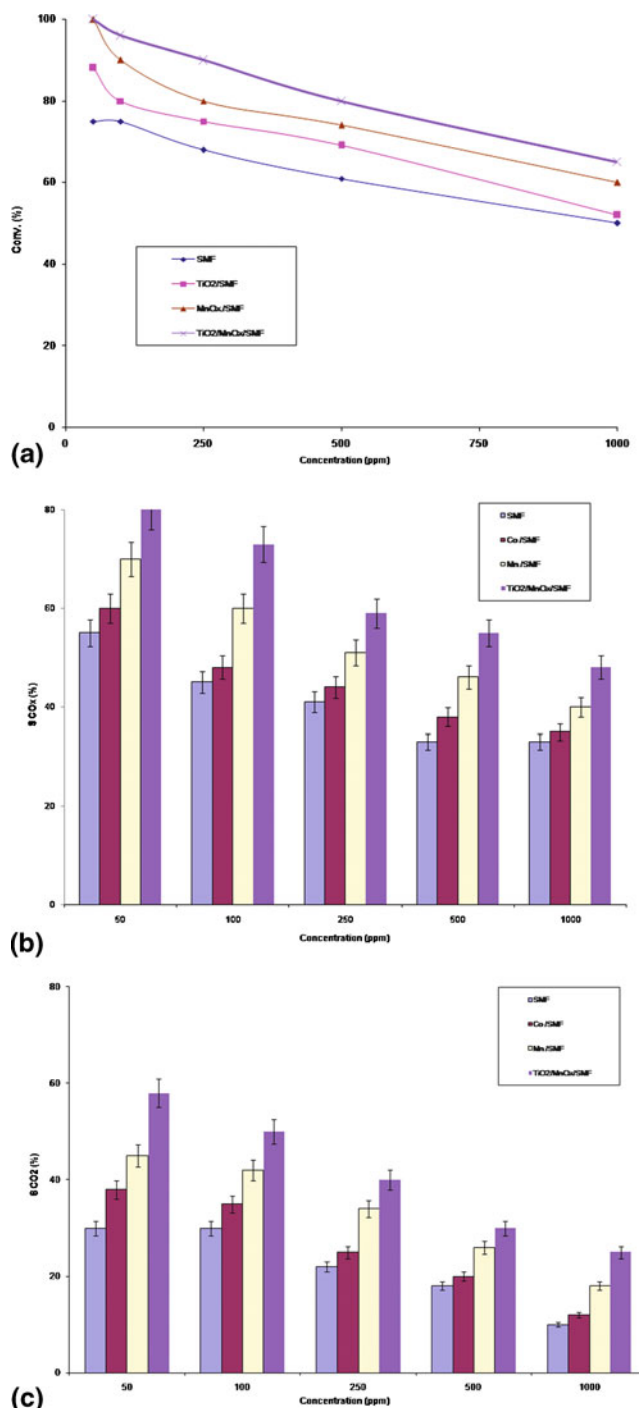 100
80
60
40
20
0
Conv. (%)
SMF
TiO2/SMF
MnOx/SMF
TiO2/MnOx/SMF
0 250 500 750 1000
Concentration (ppm)
(a)
80
60
40
20
0
SCOx (%)
SMF
Co/SMF
Mn/SMF
TiO2/MnOx/SMF
50 100 250 500 1000
Concentration (ppm)
(b)
80
60
40
20
0
SCO2 (%)
SMF
Co/SMF
Mn/SMF
TiO2/MnOx/SMF
50 100 250 500 1000
Concentration (ppm)
(c)